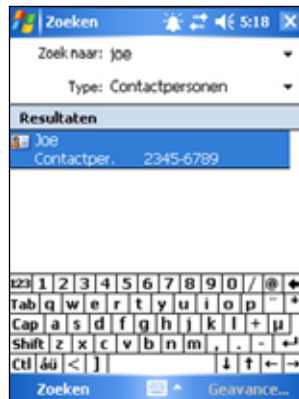 Zoeken 5:18
Zoek naar: joe
Type: Contactpersonen
Resultaten
Joe
Contactper. 2345-6789
123 1 2 3 4 5 6 7 8 9 0 / @
Tab q w e r t y u i o p ¨ *
Cap a s d f g h j k l + µ
Shift z x c v b n m , . -
Ctl áü < ]
Zoeken Geavance...